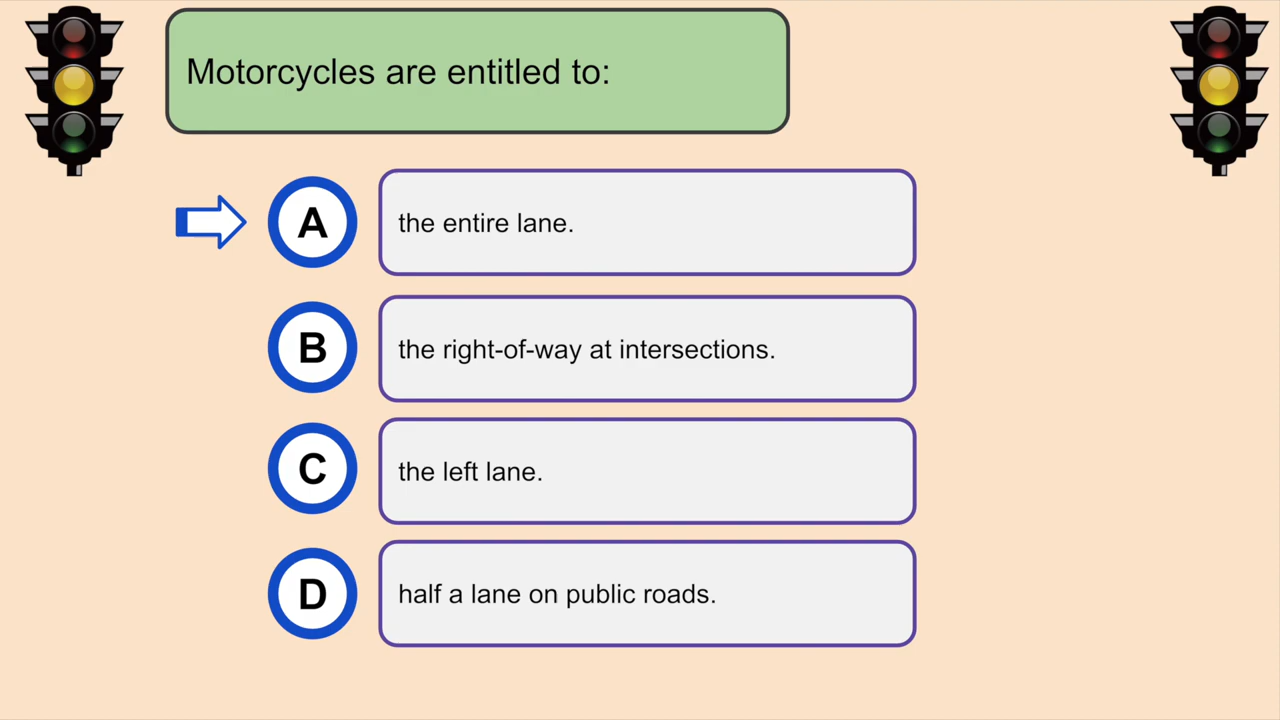 Motorcycles are entitled to:
A
the entire lane.
B
the right-of-way at intersections.
C
the left lane.
D
half a lane on public roads.